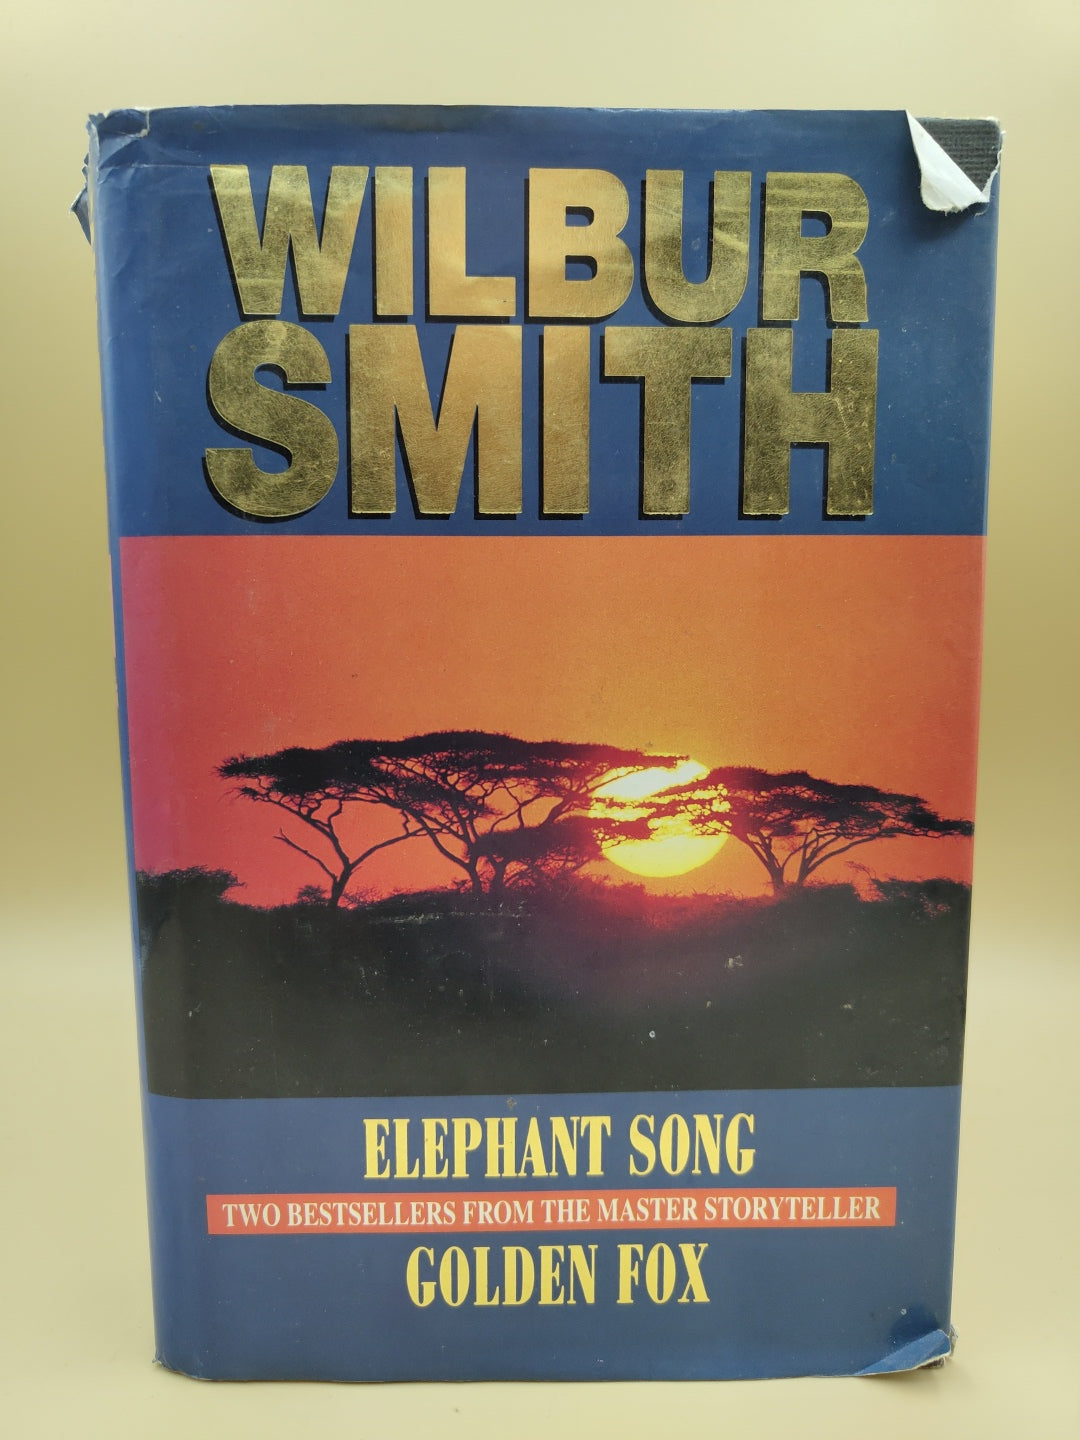 WILBUR
SMITH
ELEPHANT SONG
TWO BESTSELLERS FROM THE MASTER STORYTELLER
GOLDEN FOX